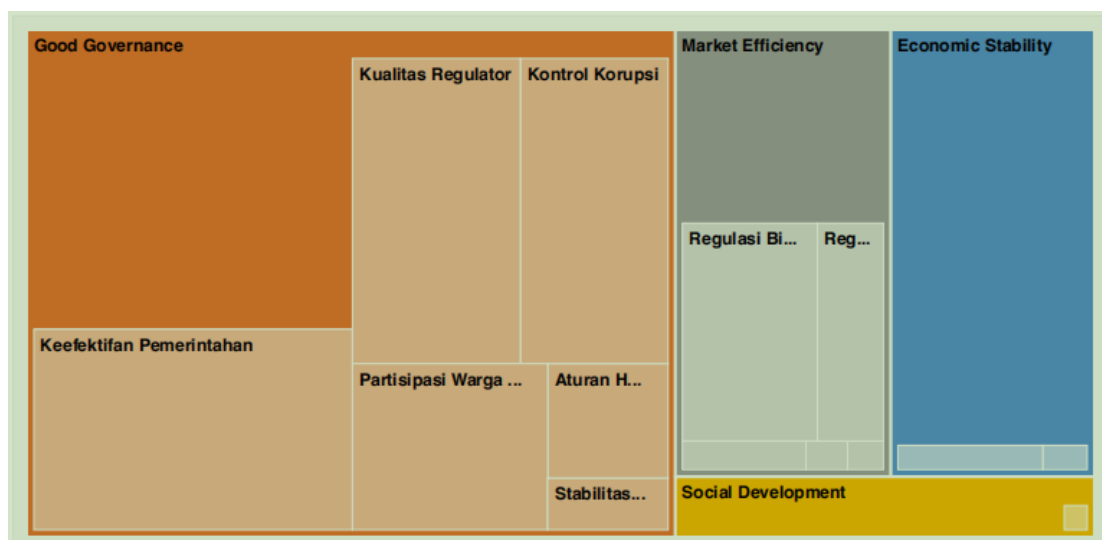 Good Governance
Market Efficiency
Economic Stability
Kualitas Regulator
Kontrol Korupsi
Regulasi Bi...
Reg...
Keefektifan Pemerintahan
Partisipasi Warga ...
Aturan H...
Stabilitas...
Social Development